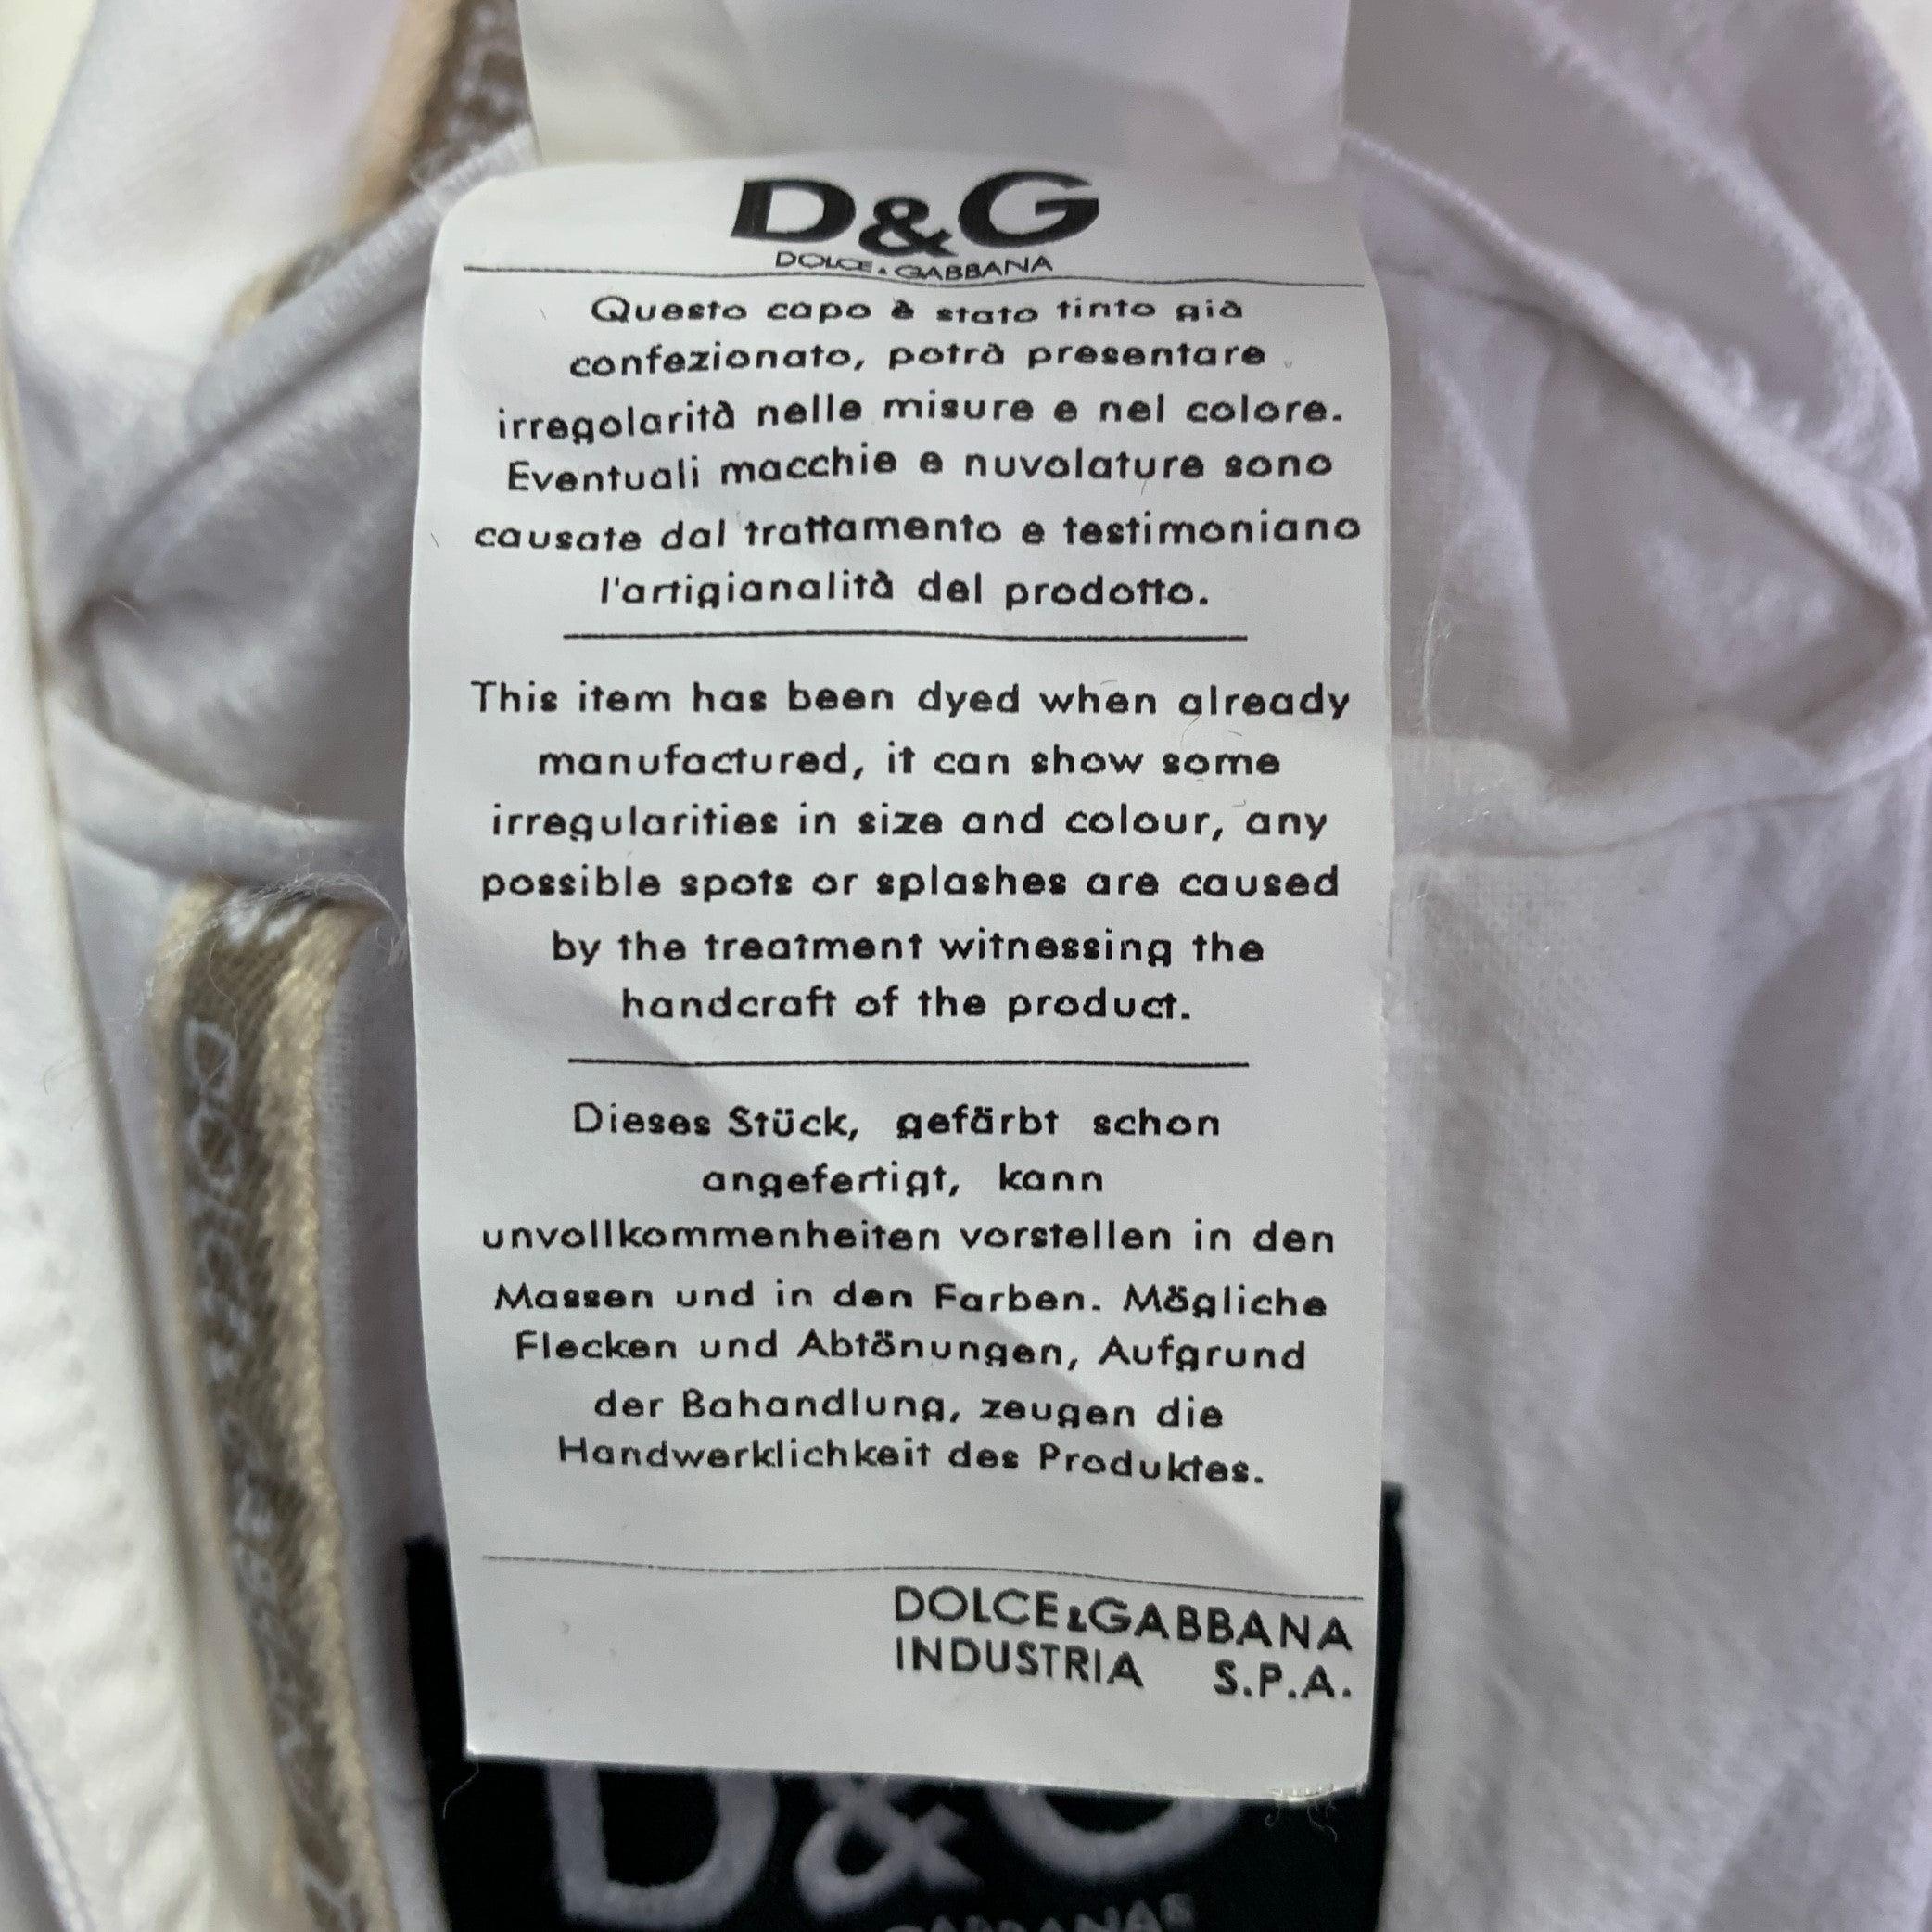 D&G
DOLCE & GABBANA
Questo capo è stato tinto già
confezionato, potrà presentare
irregolarità nelle misure e nel colore.
Eventuali macchie e nuvolature sono
causate dal trattamento e testimoniano
l'artigianalità del prodotto.
This item has been dyed when already
manufactured, it can show some
irregularities in size and colour, any
possible spots or splashes are caused
by the treatment witnessing the
handcraft of the product.
Dieses Stück, gefärbt schon
angefertigt, kann
unvollkommenheiten vorstellen in den
Massen und in den Farben. Mögliche
Flecken und Abtönungen, Aufgrund
der Bahandlung, zeugen die
Handwerklichkeit des Produktes.
DOLCE&GABBANA
INDUSTRIA S.P.A.
D&G